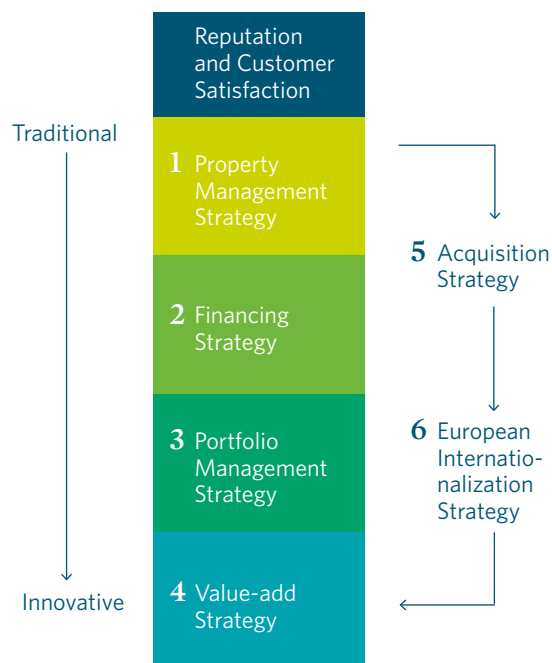 Reputation
and Customer
Satisfaction
Traditional
1 Property
Management
Strategy
2 Financing
Strategy
3 Portfolio
Management
Strategy
Innovative
4 Value-add
Strategy
5 Acquisition
Strategy
6 European
Internatio-
nalization
Strategy